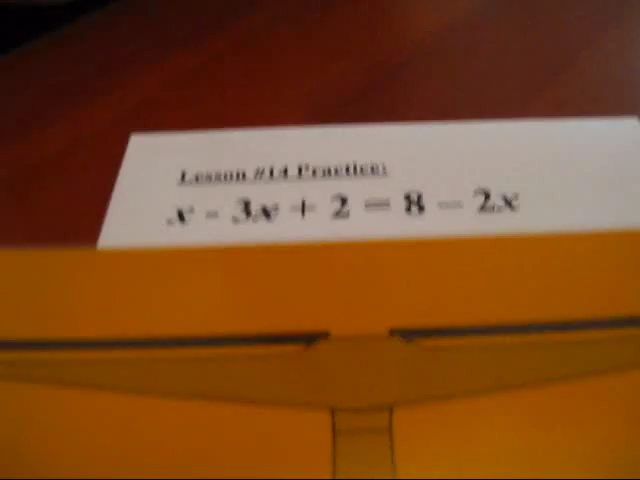 Lesson #14 Practice:
x - 3x + 2 = 8 - 2x